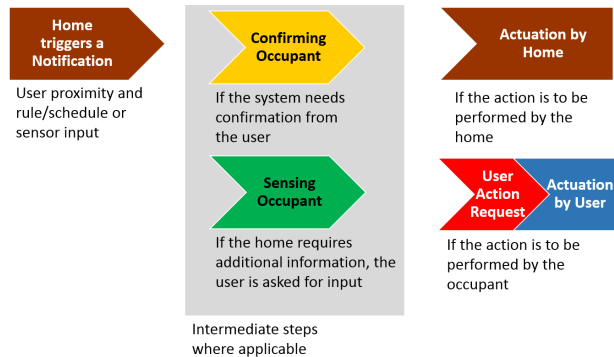 Home
triggers a
Notification
User proximity and
rule/schedule or
sensor input
Confirming
Occupant
If the system needs
confirmation from
the user
Sensing
Occupant
If the home requires
additional information, the
user is asked for input
Intermediate steps
where applicable
Actuation by
Home
If the action is to be
performed by the
home
User
Action
Request
Actuation
by User
If the action is to be
performed by the
occupant